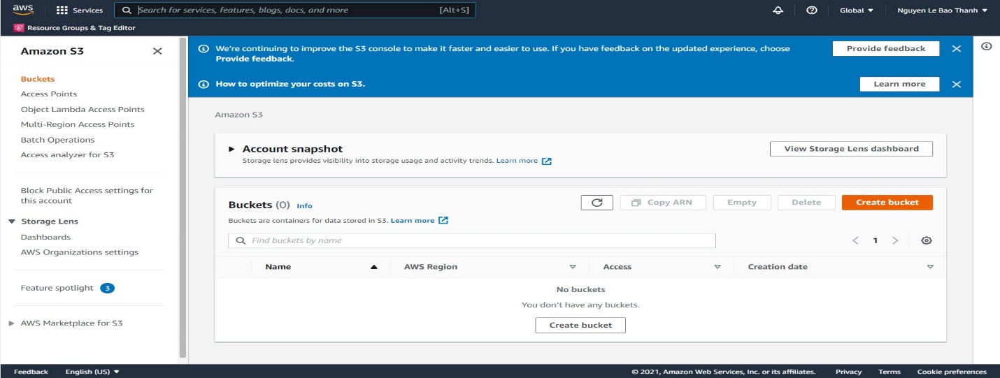 aws
Services
Search for services, features, blogs, docs, and more
[Alt+S]
Global
Nguyen Le Bao Thanh
Resource Groups & Tag Editor
Amazon S3
Buckets
Access Points
Object Lambda Access Points
Multi-Region Access Points
Batch Operations
Access analyzer for S3
Block Public Access settings for
this account
Storage Lens
Dashboards
AWS Organizations settings
Feature spotlight 3
AWS Marketplace for S3
We're continuing to improve the S3 console to make it faster and easier to use. If you have feedback on the updated experience, choose
Provide feedback.
Provide feedback
How to optimize your costs on S3.
Learn more
Amazon S3
Account snapshot
Storage lens provides visibility into storage usage and activity trends. Learn more
View Storage Lens dashboard
Buckets (0) Info
Copy ARN
Empty
Delete
Create bucket
Buckets are containers for data stored in S3. Learn more
Find buckets by name
1
Name
AWS Region
Access
Creation date
No buckets
You don't have any buckets.
Create bucket
Feedback
English (US)
© 2021, Amazon Web Services, Inc. or its affiliates.
Privacy
Terms
Cookie preferences